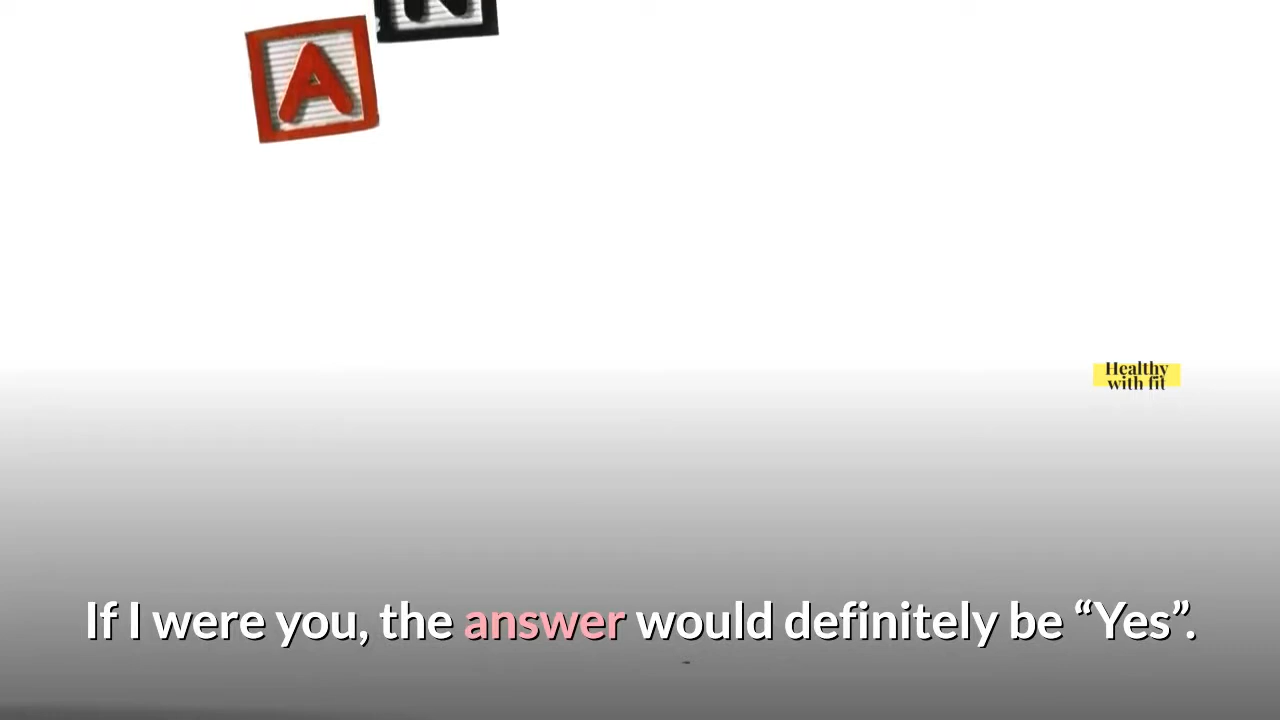 N
A
Healthy
with fit
If I were you, the answer would definitely be “Yes”.